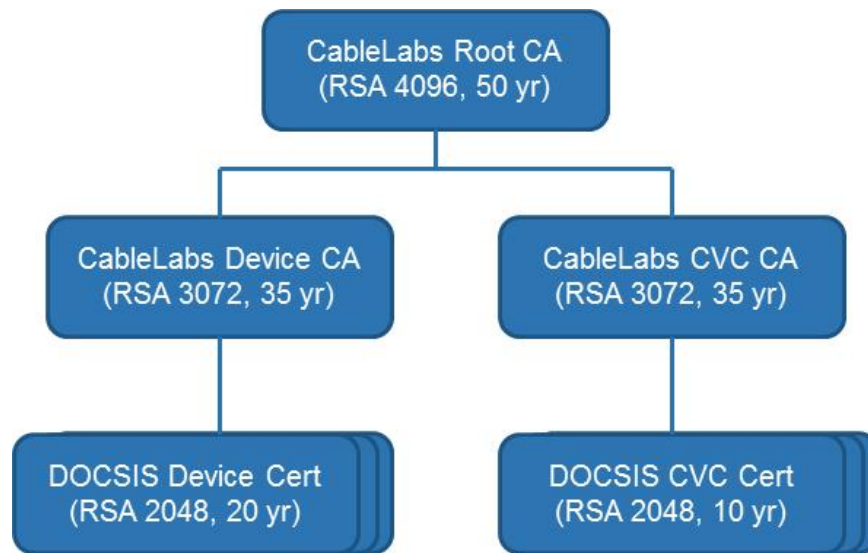 CableLabs Root CA
(RSA 4096, 50 yr)
CableLabs Device CA
(RSA 3072, 35 yr)
CableLabs CVC CA
(RSA 3072, 35 yr)
DOCSIS Device Cert
(RSA 2048, 20 yr)
DOCSIS CVC Cert
(RSA 2048, 10 yr)